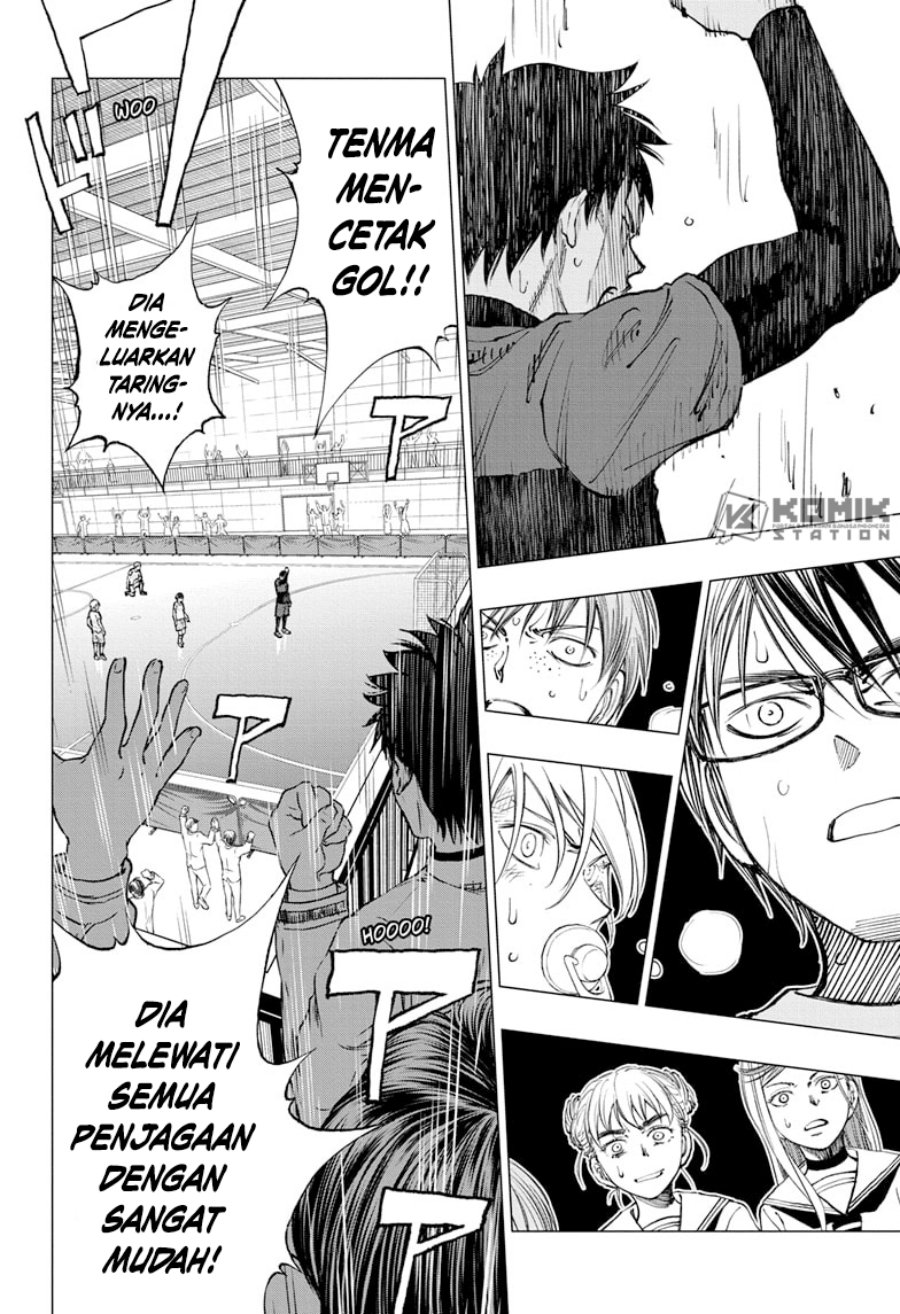 TENMA
MEN-
CETAK
GOL!!
WOO
ド
DIA
MENGE-
LUARKAN
TARING-
NYA...!
KOMIK
STATION
HOOOO!
DIA
MELEWATI
SEMUA
PENJAGAAN
DENGAN
SANGAT
MUDAH!